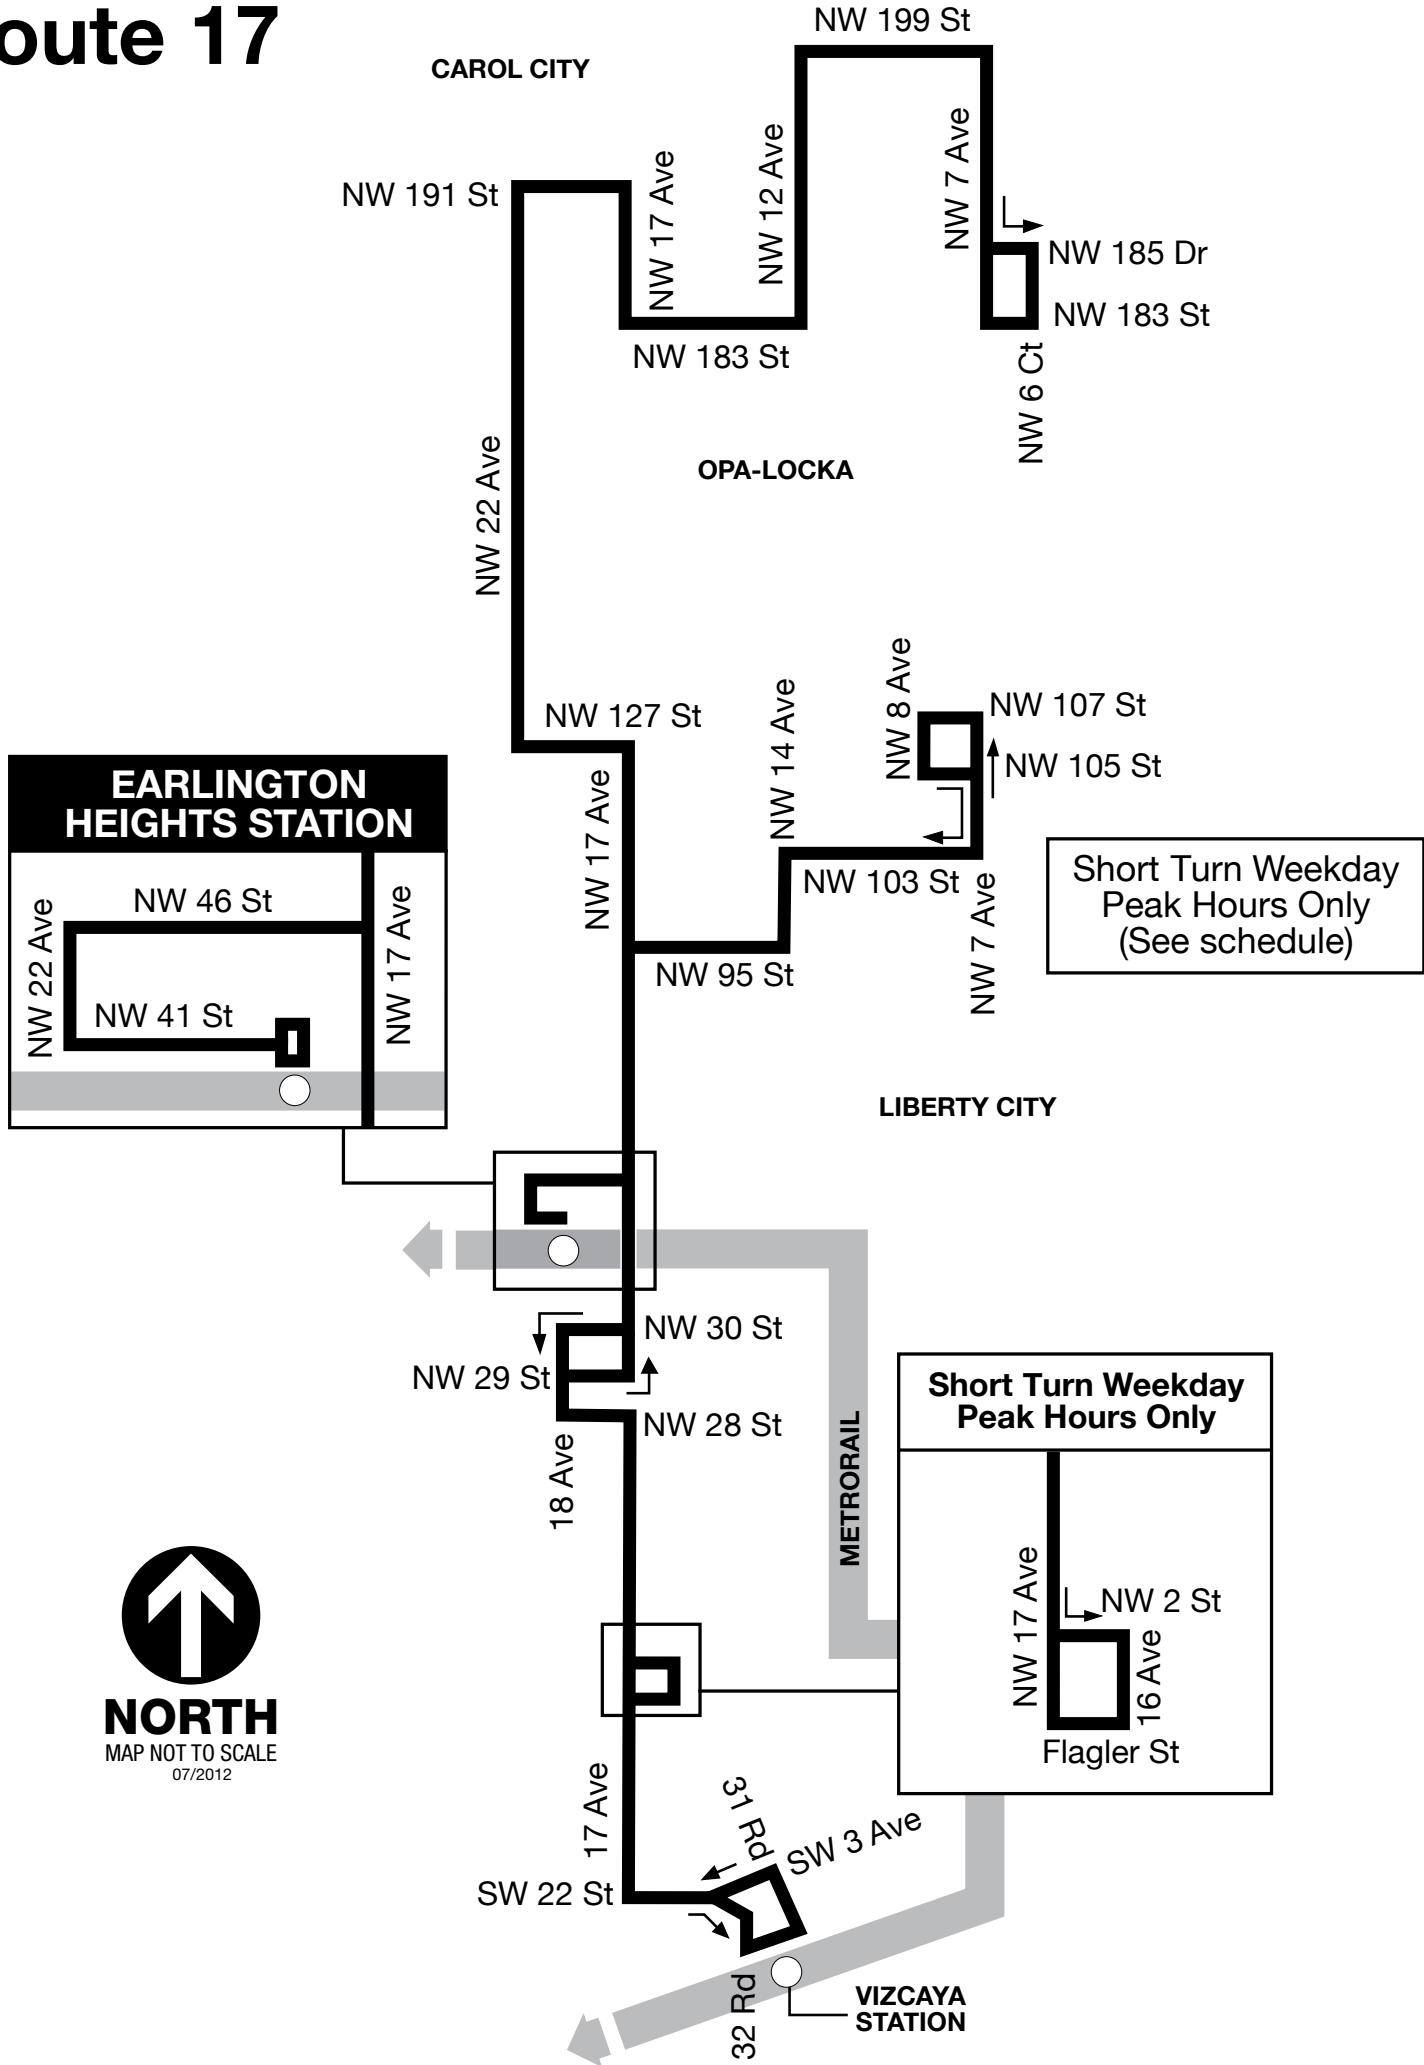 oute 17
NW 199 St
CAROL CITY
NW 7 Ave
NW 12 Ave
NW 17 Ave
NW 191 St
NW 185 Dr
NW 183 St
NW 183 St
NW 6 Ct
NW 22 Ave
OPA-LOCKA
NW 8 Ave
NW 107 St
NW 127 St
NW 14 Ave
NW 105 St
NW 17 Ave
NW 103 St
NW 7 Ave
NW 95 St
Short Turn Weekday
Peak Hours Only
(See schedule)
EARLINGTON
HEIGHTS STATION
NW 46 St
NW 22 Ave
NW 17 Ave
NW 41 St
LIBERTY CITY
NW 30 St
NW 29 St
NW 28 St
18 Ave
METRORAIL
Short Turn Weekday
Peak Hours Only
NW 17 Ave
NW 2 St
16 Ave
Flagler St
NORTH
MAP NOT TO SCALE
07/2012
17 Ave
31 Rd
SW 3 Ave
SW 22 St
32 Rd
VIZCAYA
STATION